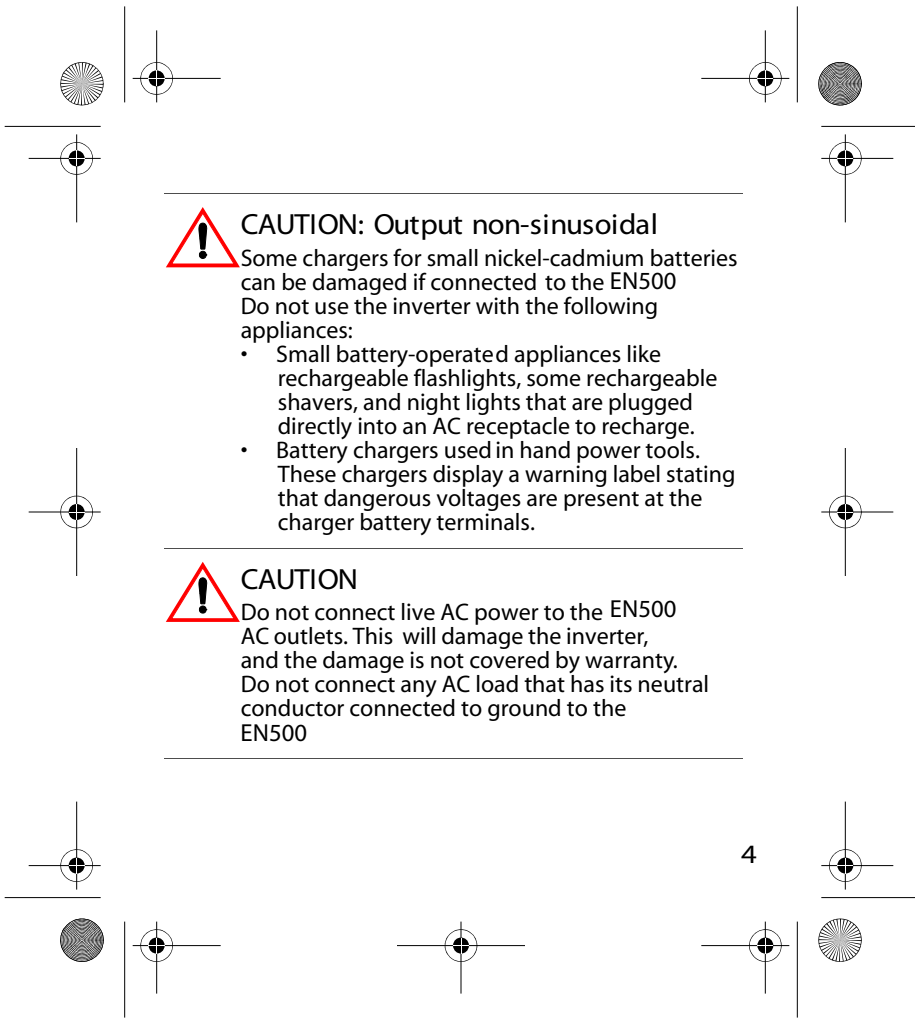 CAUTION: Output non-sinusoidal
Some chargers for small nickel-cadmium batteries
can be damaged if connected to the EN500
Do not use the inverter with the following
appliances:
• Small battery-operated appliances like
rechargeable flashlights, some rechargeable
shavers, and night lights that are plugged
directly into an AC receptacle to recharge.
• Battery chargers used in hand power tools.
These chargers display a warning label stating
that dangerous voltages are present at the
charger battery terminals.
CAUTION
Do not connect live AC power to the EN500
AC outlets. This will damage the inverter,
and the damage is not covered by warranty.
Do not connect any AC load that has its neutral
conductor connected to ground to the
EN500
4